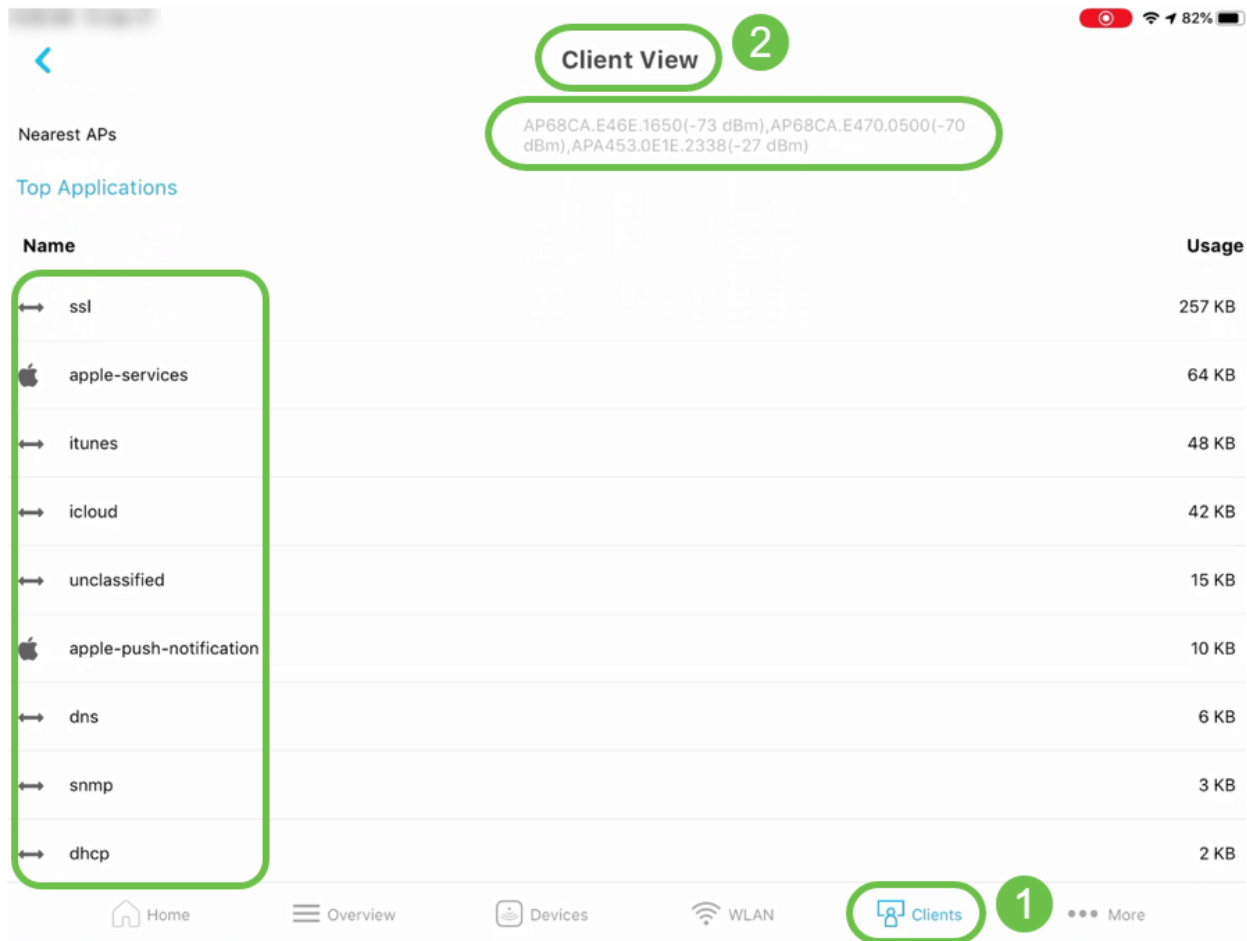 82%
Client View
2
Nearest APs
AP68CA.E46E.1650(-73 dBm),AP68CA.E470.0500(-70
dBm),APA453.0E1E.2338(-27 dBm)
Top Applications
Name Usage
ssl 257 KB
apple-services 64 KB
itunes 48 KB
icloud 42 KB
unclassified 15 KB
apple-push-notification 10 KB
dns 6 KB
snmp 3 KB
dhcp 2 KB
Home Overview Devices WLAN Clients 1 More